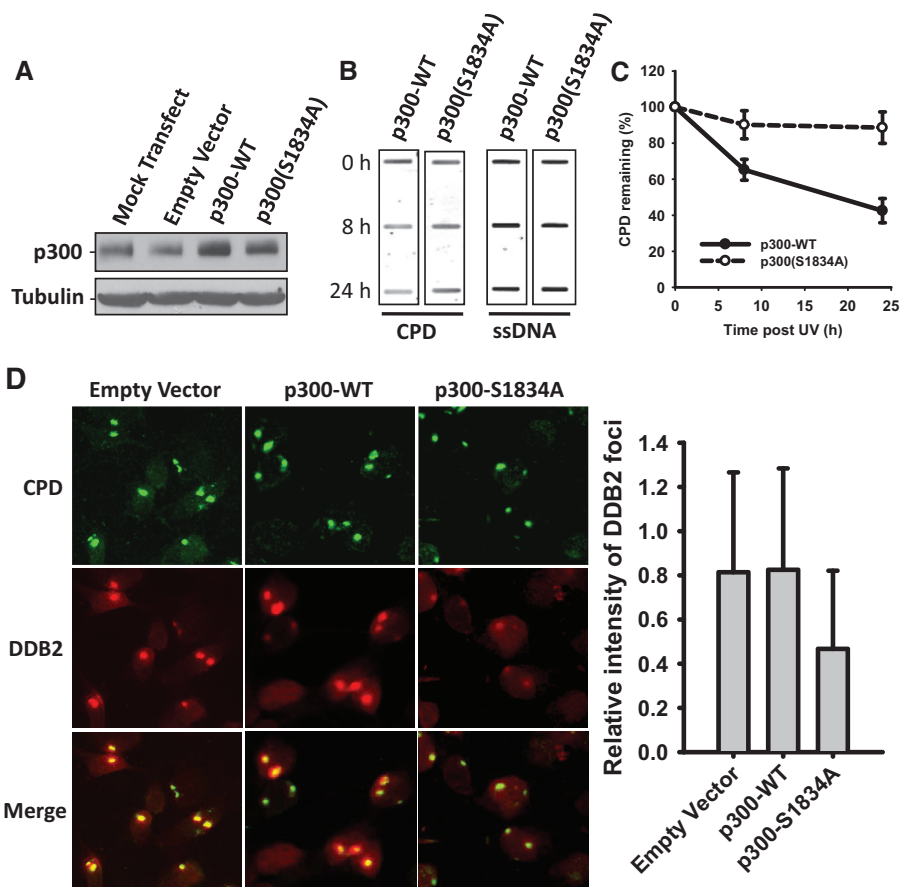 A
Mock Transfect
Empty Vector
p300-WT
p300(S1834A)
p300
Tubulin
B
p300-WT
p300(S1834A)
p300-WT
p300(S1834A)
0 h
8 h
24 h
CPD
ssDNA
C
CPD remaining (%)
120
100
80
60
40
20
0
p300-WT
p300(S1834A)
0 5 10 15 20 25
Time post UV (h)
D
Empty Vector p300-WT p300-S1834A
CPD
DDB2
Merge
Relative intensity of DDB2 foci
1.4
1.2
1.0
0.8
0.6
0.4
0.2
0.0
Empty Vector
p300-WT
p300-S1834A